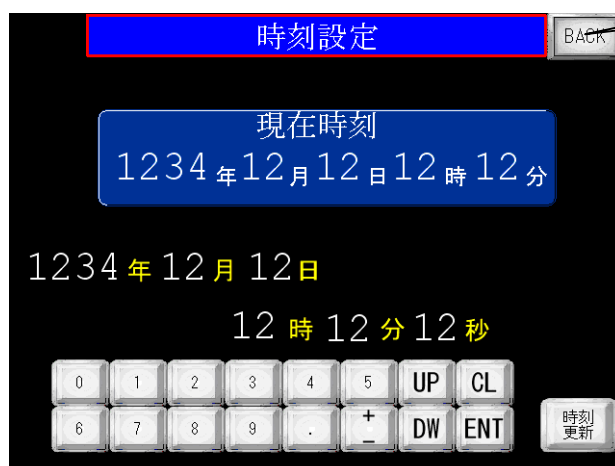 時刻設定
BACK
現在時刻
1234年12月12日12時12分
1234年12月12日
12時12分12秒
0 1 2 3 4 5 UP CL
6 7 8 9 . +− DW ENT
時刻
更新